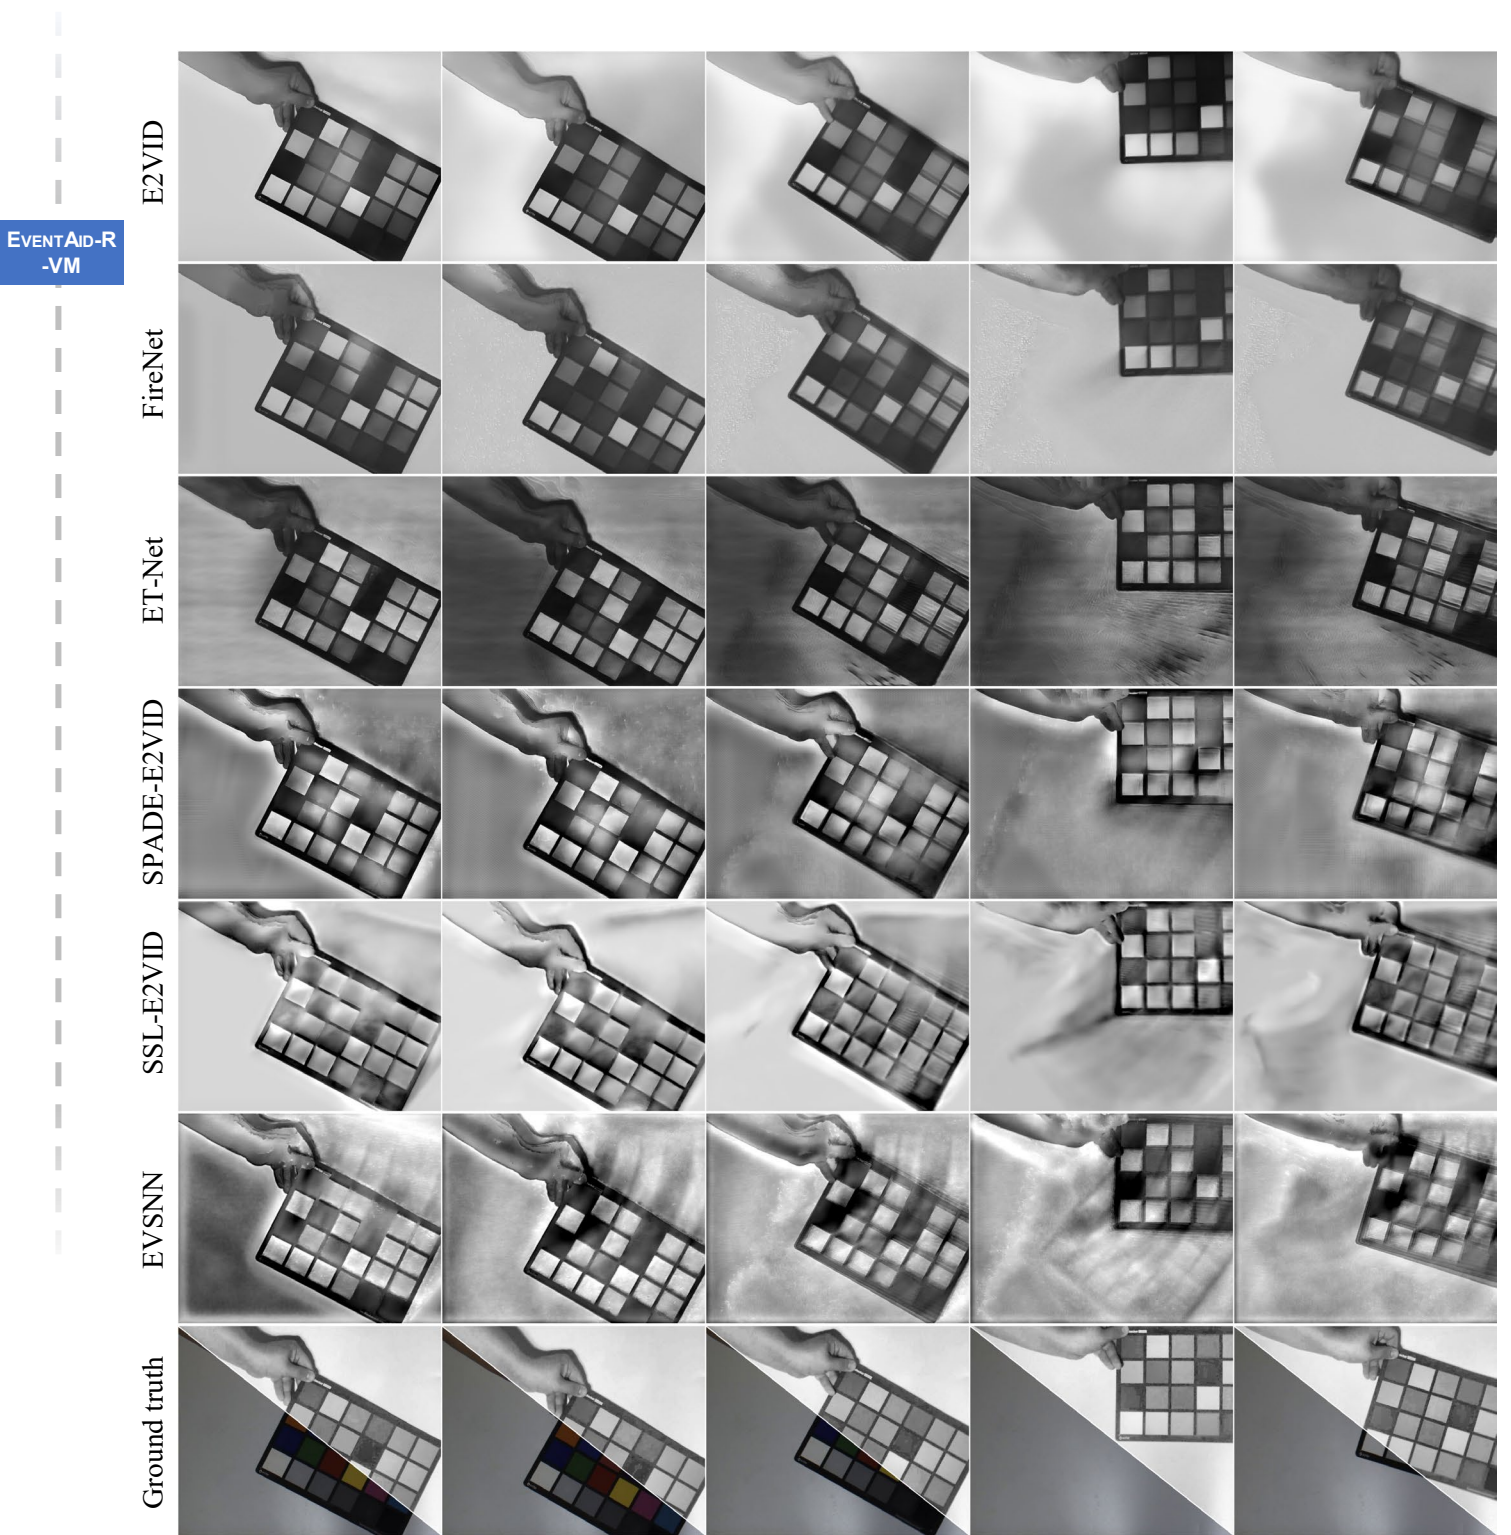 E2VID
EVENTAID-R
-VM
FireNet
ET-Net
SPADE-E2VID
SSL-E2VID
EVSNN
Ground truth